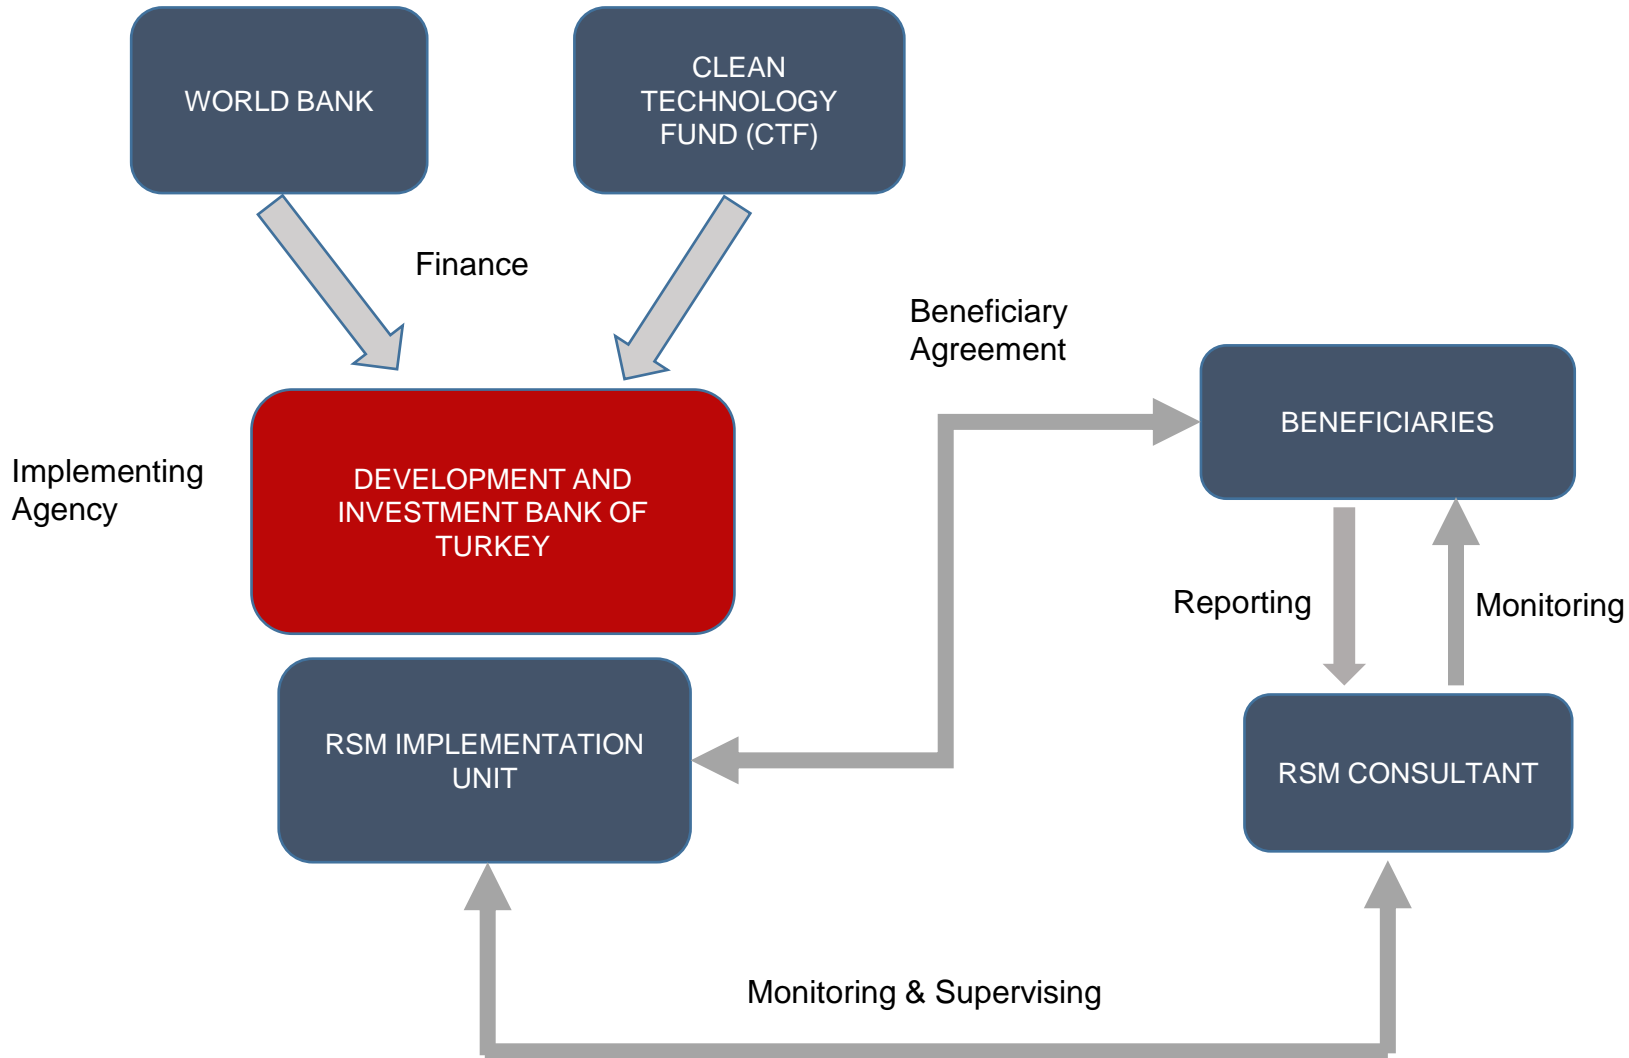 WORLD BANK
CLEAN
TECHNOLOGY
FUND (CTF)
Finance
Beneficiary
Agreement
BENEFICIARIES
Implementing
Agency
DEVELOPMENT AND
INVESTMENT BANK OF
TURKEY
Reporting
Monitoring
RSM IMPLEMENTATION
UNIT
RSM CONSULTANT
Monitoring & Supervising